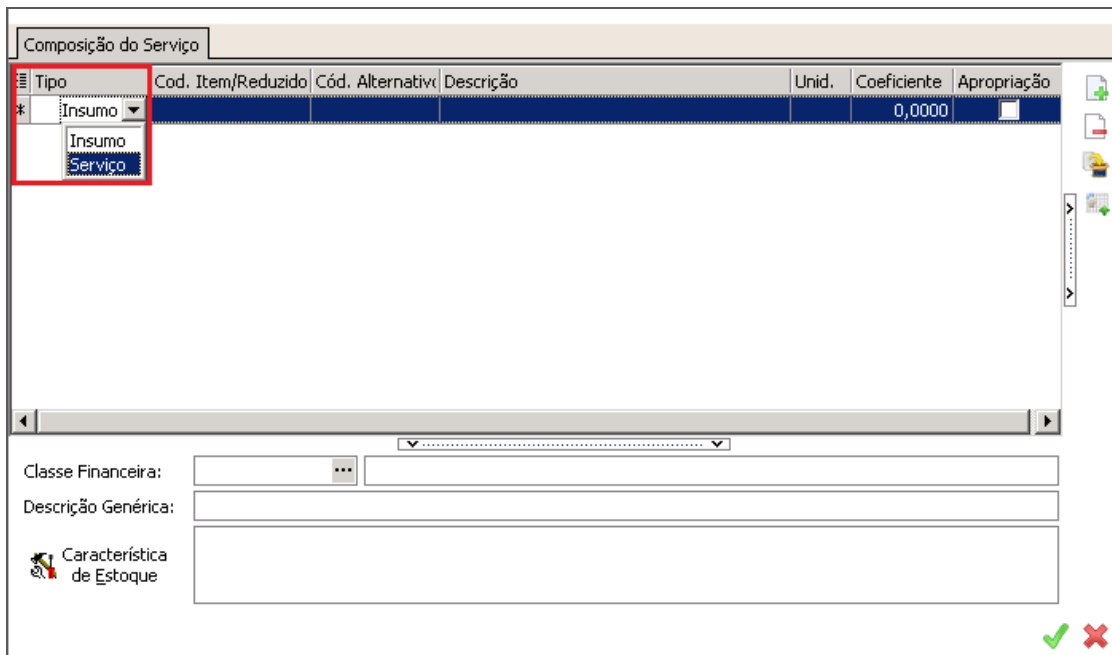 Composição do Serviço
Tipo Cod. Item/Reduzido Cód. Alternativ Descrição Unid. Coeficiente Apropriação
* Insumo 0,0000
Insumo
Serviço
Classe Financeira: ...
Descrição Genérica:
Característica
de Estoque